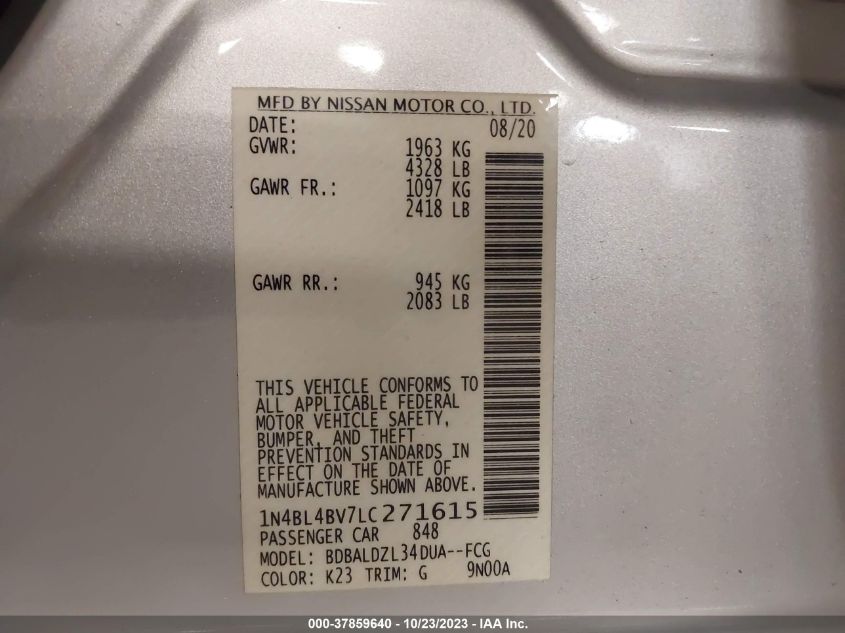 MFD BY NISSAN MOTOR CO., LTD.
DATE: 08/20
GVWR: 1963 KG
4328 LB
GAWR FR.: 1097 KG
2418 LB
GAWR RR.: 945 KG
2083 LB
THIS VEHICLE CONFORMS TO
ALL APPLICABLE FEDERAL
MOTOR VEHICLE SAFETY,
BUMPER, AND THEFT
PREVENTION STANDARDS IN
EFFECT ON THE DATE OF
MANUFACTURE SHOWN ABOVE.
1N4BL4BV7LC271615
PASSENGER CAR 848
MODEL: BDBALDZL34DUA--FCG
COLOR: K23 TRIM: G 9N00A
000-37859640 - 10/23/2023 - IAA Inc.